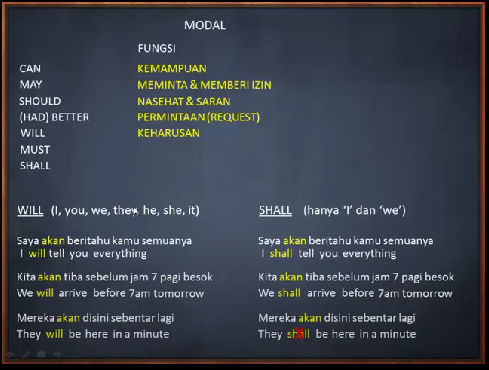 MODAL
FUNGSI
CAN KEMAMPUAN
MAY MEMINTA & MEMBERI IZIN
SHOULD NASEHAT & SARAN
(HAD) BETTER PERMINTAAN (REQUEST)
WILL KEHARUSAN
MUST
SHALL
WILL (I, you, we, they, he, she, it)
Saya akan beritahu kamu semuanya
I will tell you everything
Kita akan tiba sebelum jam 7 pagi besok
We will arrive before 7am tomorrow
Mereka akan disini sebentar lagi
They will be here in a minute
SHALL (hanya 'I' dan 'we')
Saya akan beritahu kamu semuanya
I shall tell you everything
Kita akan tiba sebelum jam 7 pagi besok
We shall arrive before 7am tomorrow
Mereka akan disini sebentar lagi
They shall be here in a minute